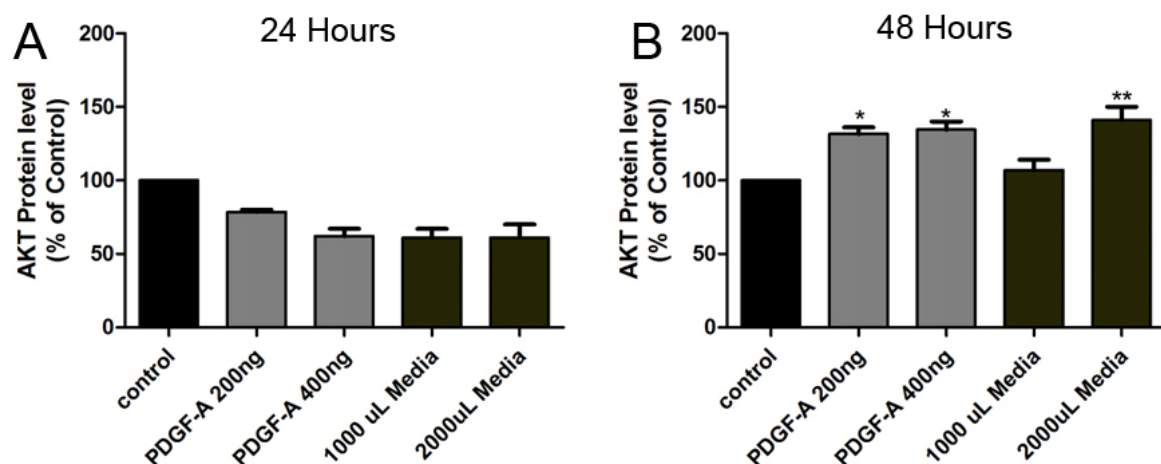 A
24 Hours
AKT Protein level
(% of Control)
200
150
100
50
0
control
PDGF-A 200ng
PDGF-A 400ng
1000 uL Media
2000uL Media
B
48 Hours
AKT Protein level
(% of Control)
200
150
100
50
0
*
*
**
control
PDGF-A 200ng
PDGF-A 400ng
1000 uL Media
2000uL Media